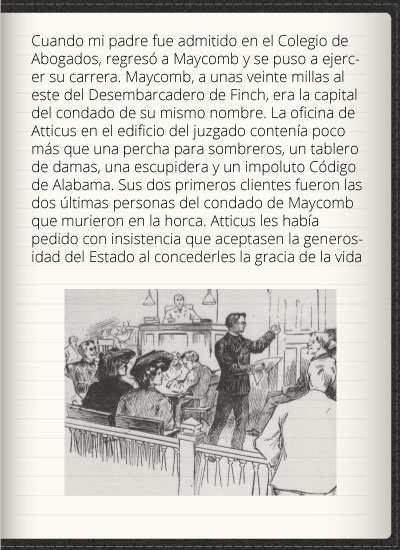 Cuando mi padre fue admitido en el Colegio de
Abogados, regresó a Maycomb y se puso a ejerc-
er su carrera. Maycomb, a unas veinte millas al
este del Desembarcadero de Finch, era la capital
del condado de su mismo nombre. La oficina de
Atticus en el edificio del juzgado contenía poco
más que una percha para sombreros, un tablero
de damas, una escupidera y un impoluto Código
de Alabama. Sus dos primeros clientes fueron las
dos últimas personas del condado de Maycomb
que murieron en la horca. Atticus les había
pedido con insistencia que aceptasen la generos-
idad del Estado al concederles la gracia de la vida